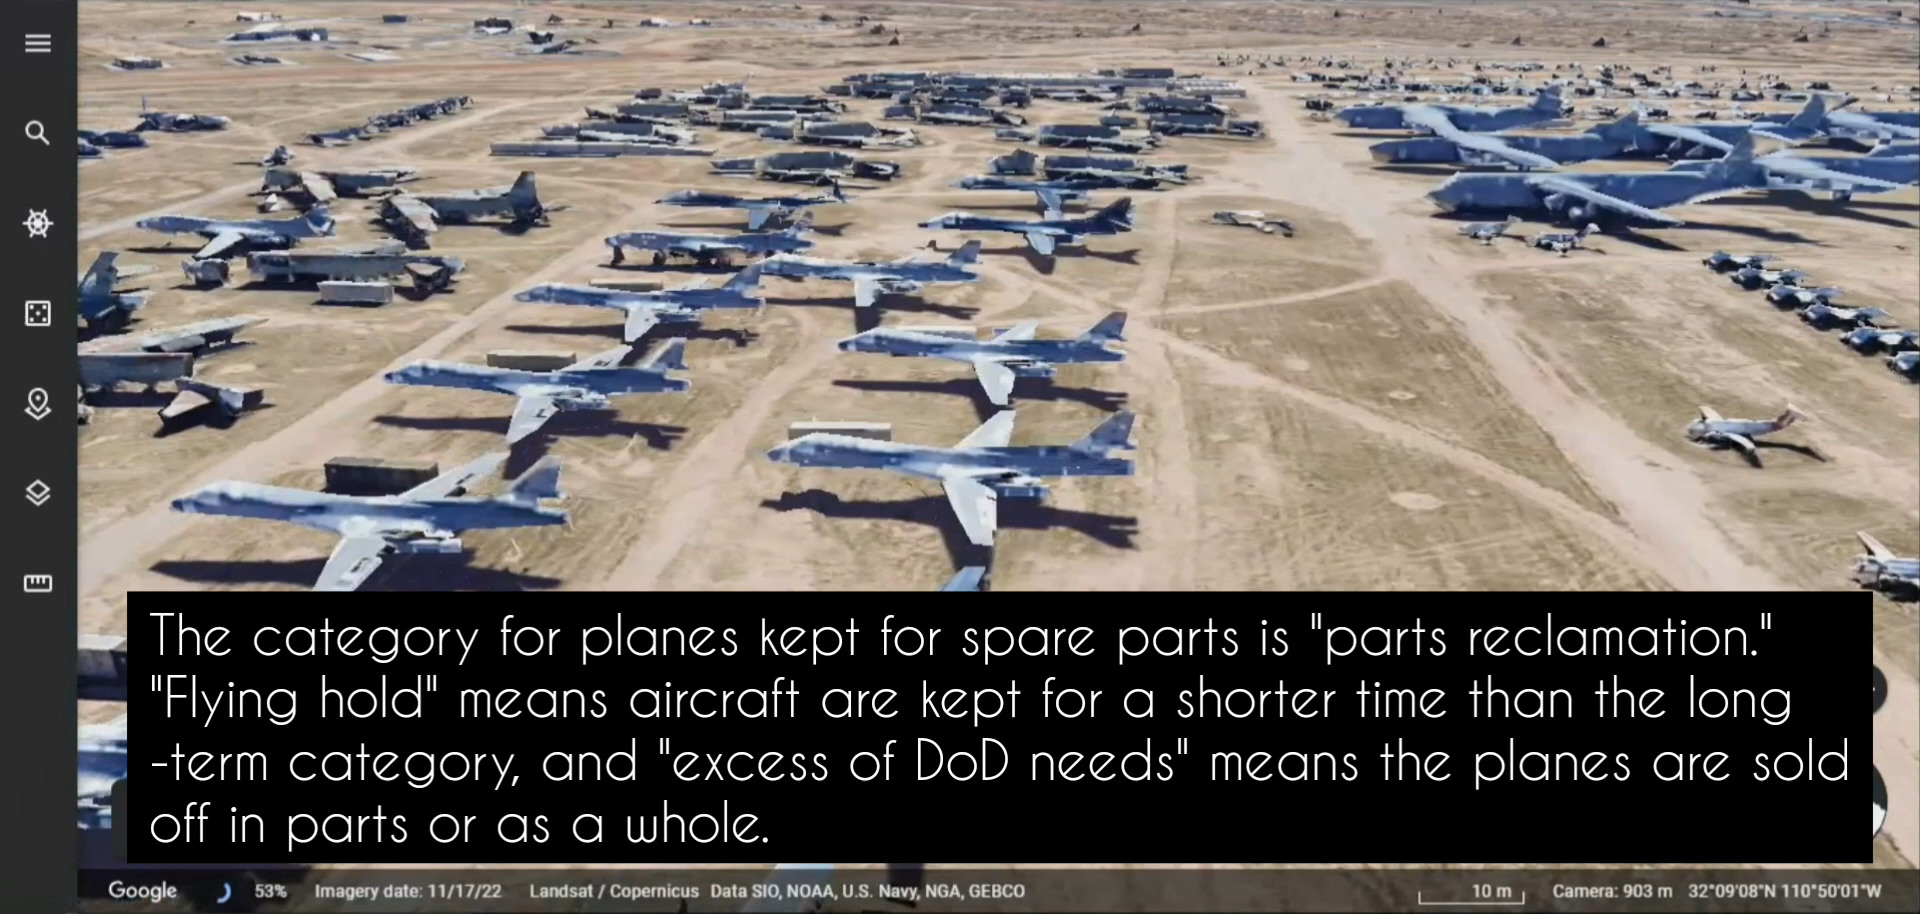 The category for planes kept for spare parts is "parts reclamation."
"Flying hold" means aircraft are kept for a shorter time than the long
-term category, and "excess of DoD needs" means the planes are sold
off in parts or as a whole.
Google 53% Imagery date: 11/17/22 Landsat / Copernicus Data SIO, NOAA, U.S. Navy, NGA, GEBCO 10 m Camera: 903 m 32°09'08"N 110°50'01"W